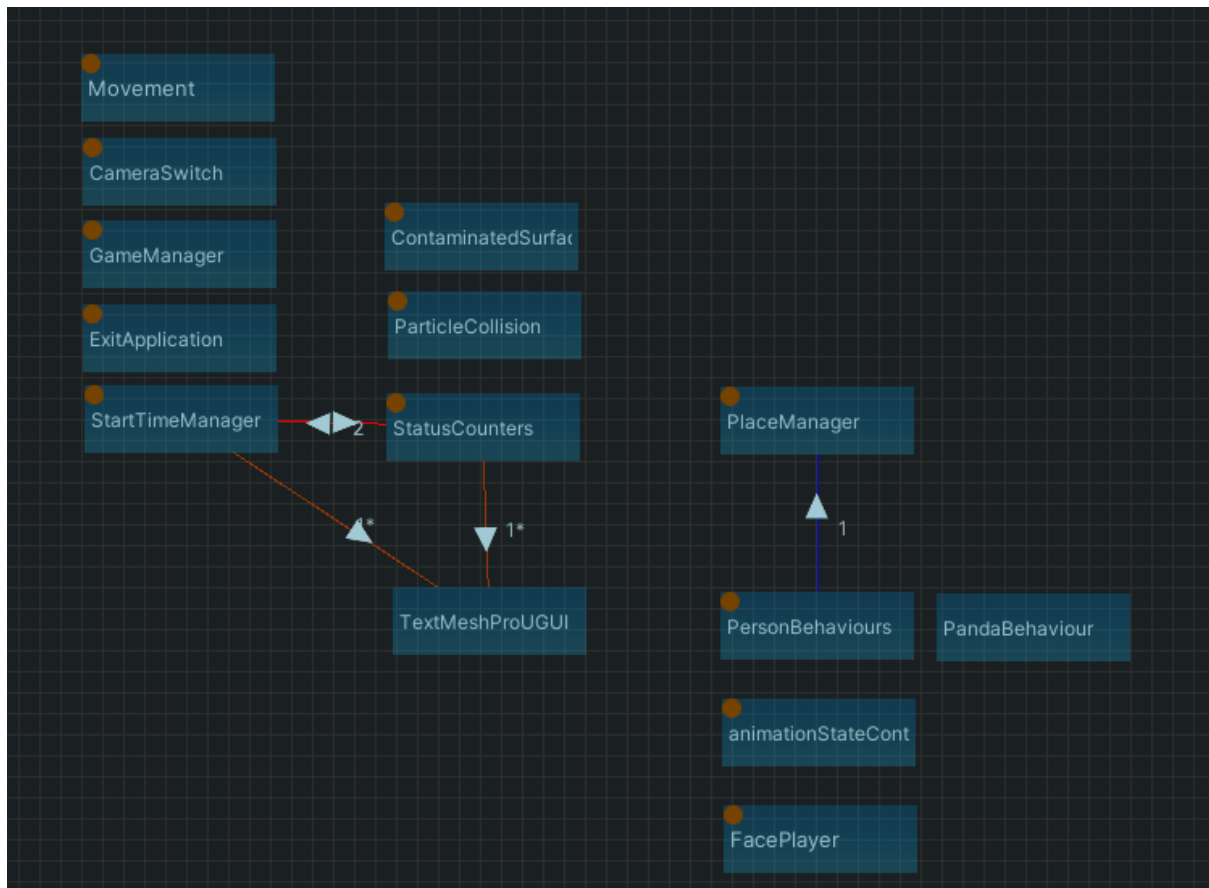 Movement
CameraSwitch
GameManager
ExitApplication
StartTimeManager
ContaminatedSurfac
ParticleCollision
2
StatusCounters
1*
1*
TextMeshProUGUI
PlaceManager
1
PersonBehaviours
PandaBehaviour
animationStateCont
FacePlayer